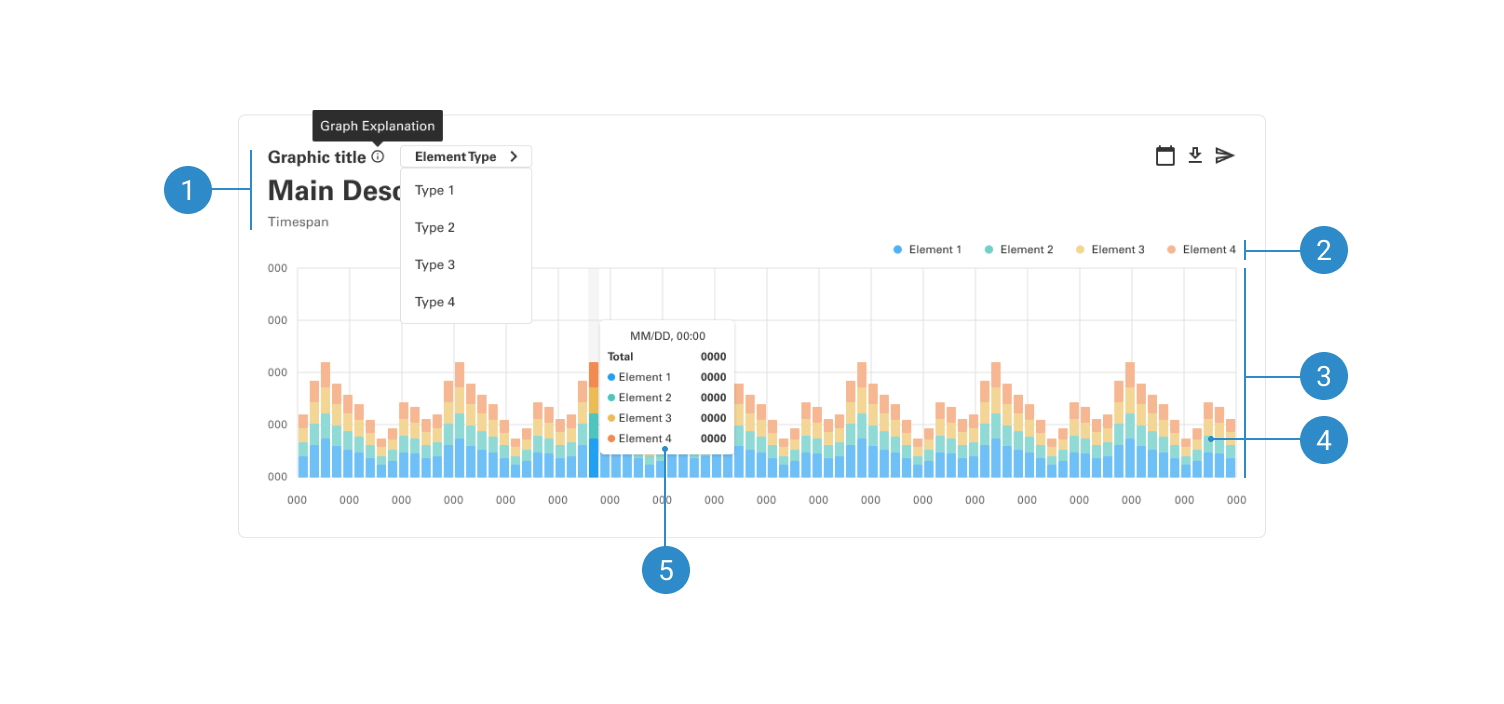 Graph Explanation
Graphic title
Element Type
1
Main Desc
Type 1
Timespan
Type 2
Type 3
Type 4
Element 1 Element 2 Element 3 Element 4
2
000
000
000
000
000
MM/DD, 00:00
Total 0000
Element 1 0000
Element 2 0000
Element 3 0000
Element 4 0000
3
4
000 000 000 000 000 000 000 000 000 000 000 000 000 000 000 000 000 000 000
5